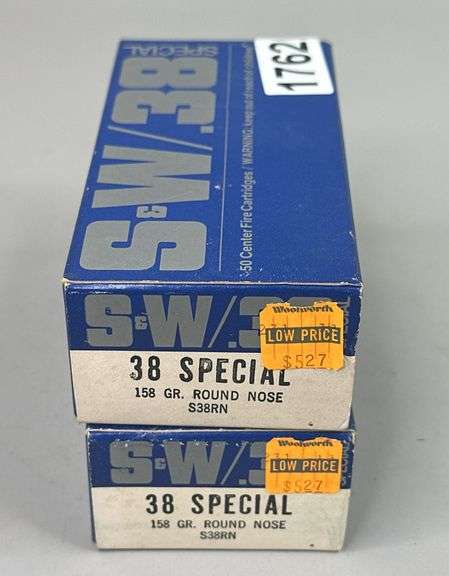 1762
S&W/.38
SPECIAL
50 Center Fire Cartridges / WARNING: keep out of reach of children
S&W/.38
Woolworth
LOW PRICE
$527
38 SPECIAL
158 GR. ROUND NOSE
S38RN
S&W/.3
Woolworth
LOW PRICE
$527
38 SPECIAL
158 GR. ROUND NOSE
S38RN